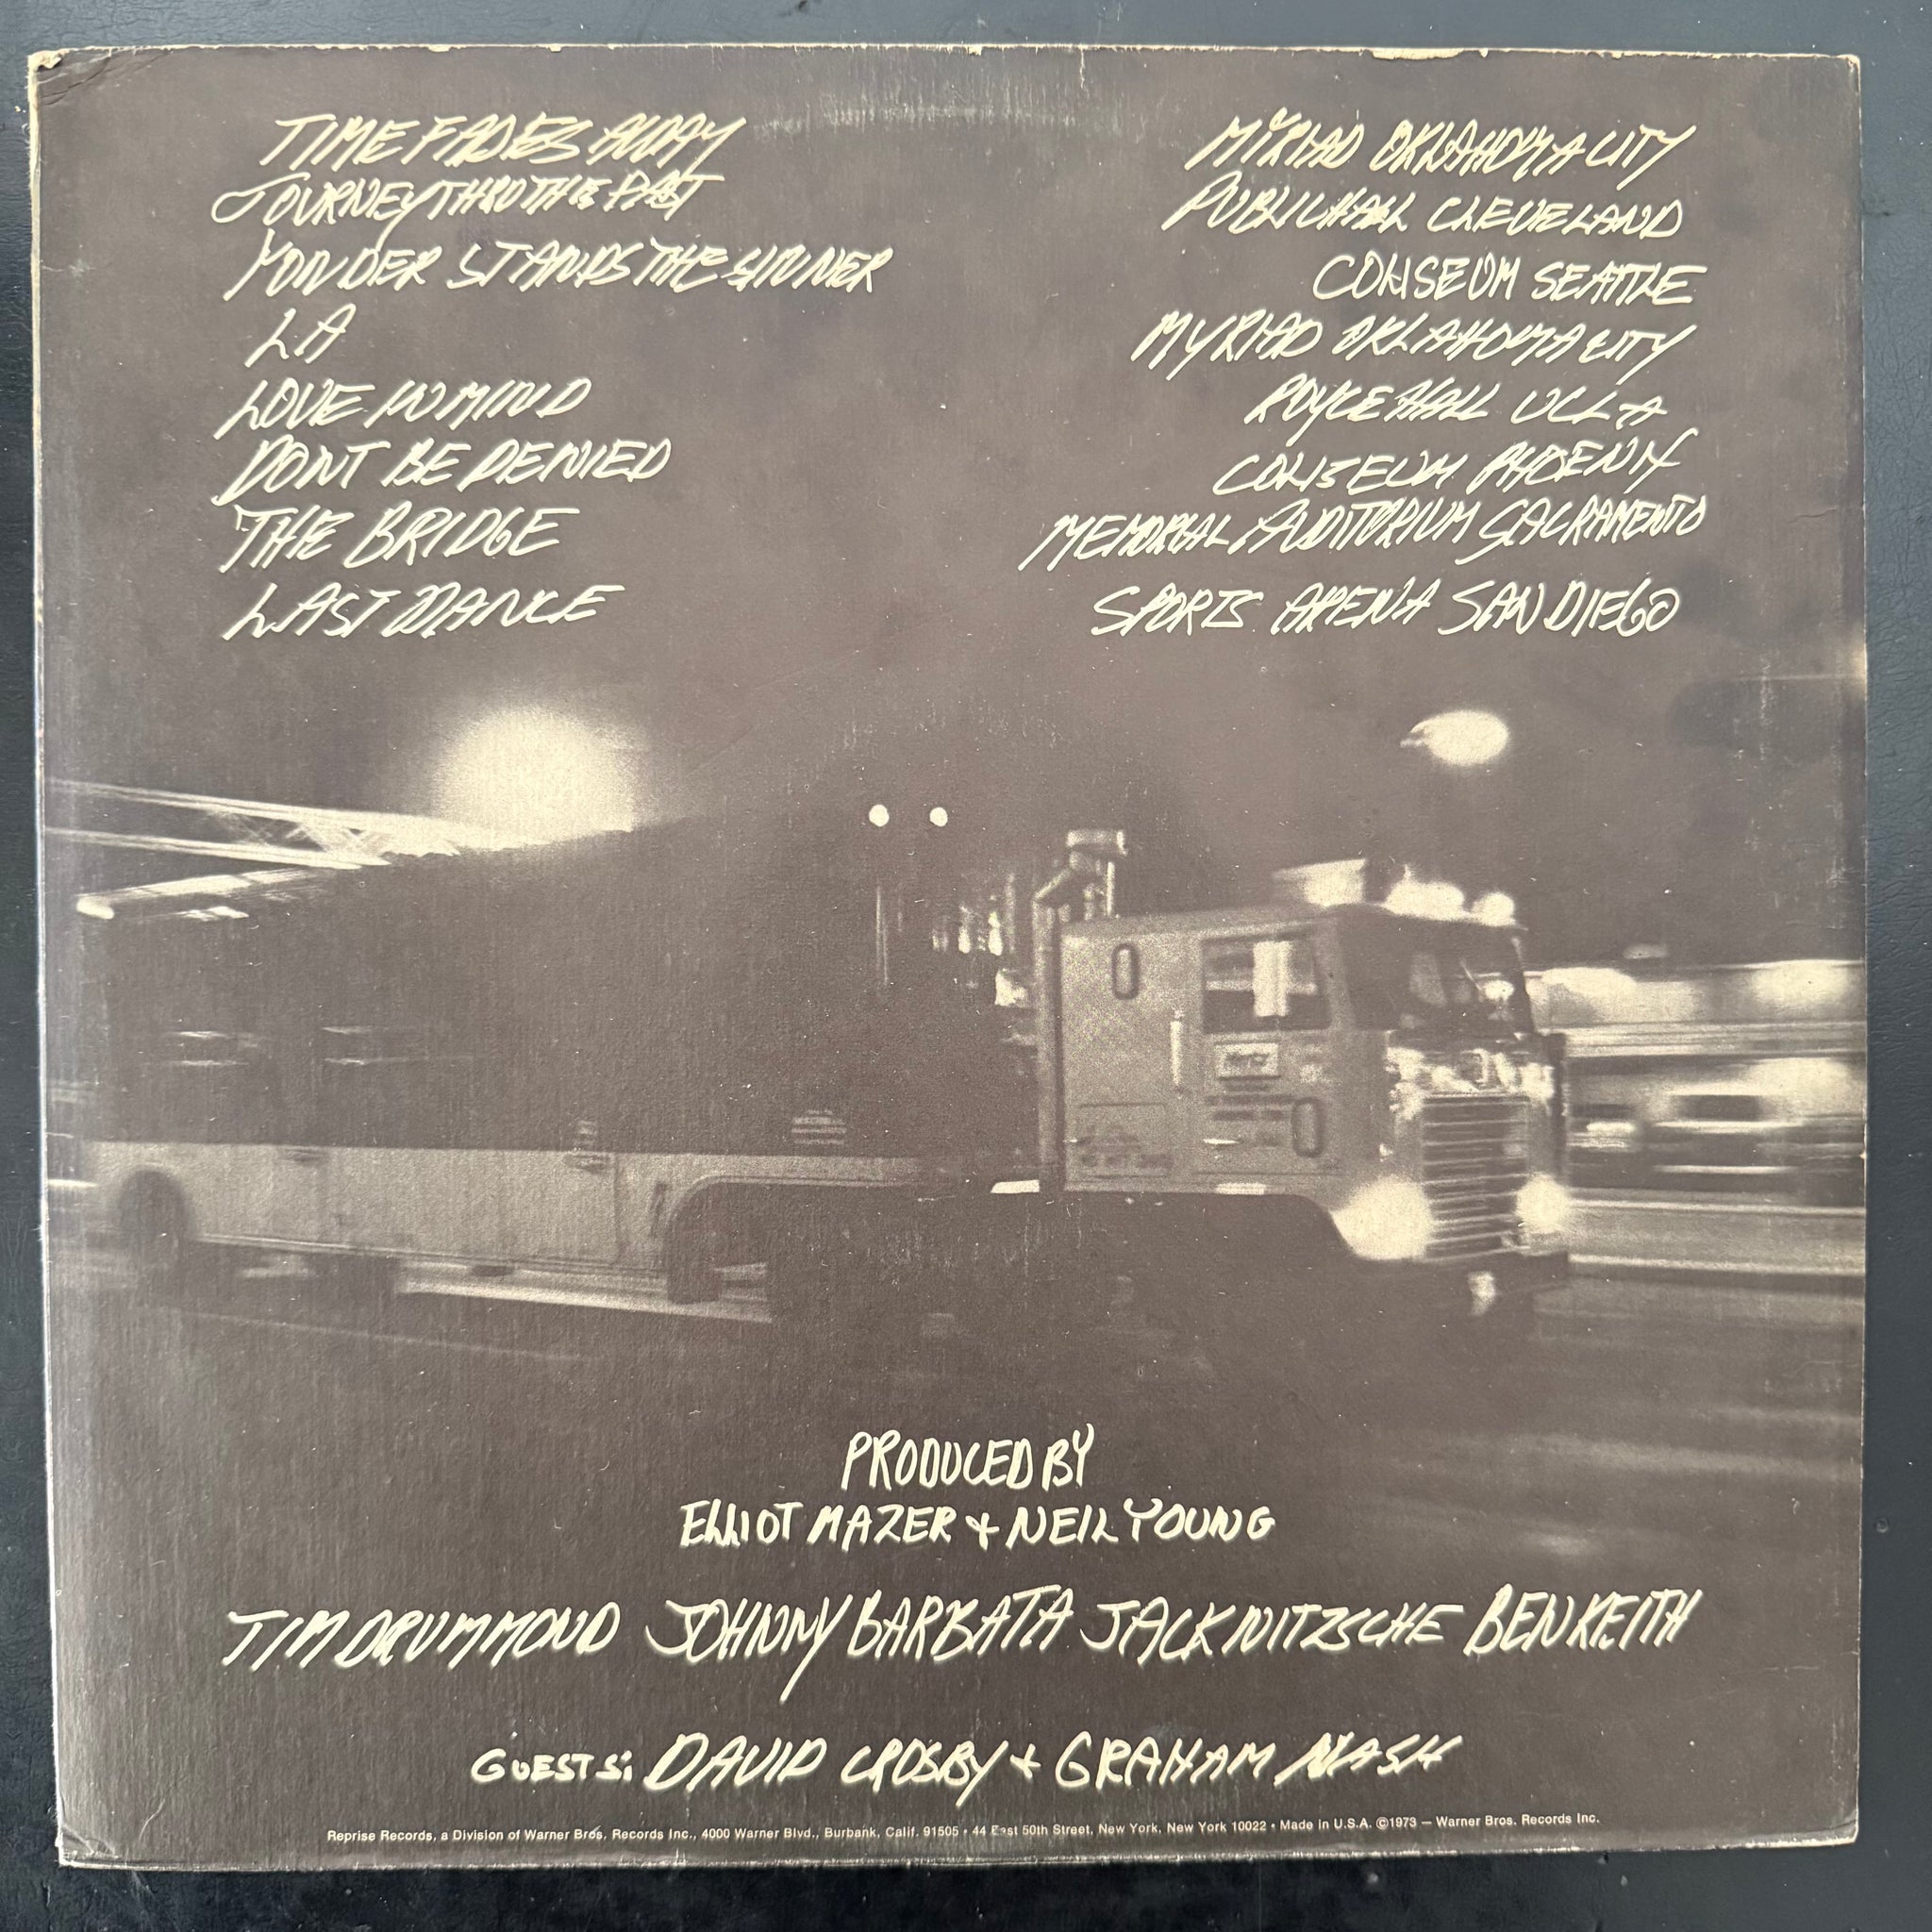 TIME FADES AWAY
MYRIAD OKLAHOMA CITY
JOURNEY THRU THE PAST
PUBLIC HALL CLEVELAND
YONDER STANDS THE SINNER
COLISEUM SEATTLE
LA
MYRIAD OKLAHOMA CITY
LOVE IN MIND
ROYCE HALL UCLA
DONT BE DENIED
COLISEUM PHOENIX
THE BRIDGE
MEMORIAL AUDITORIUM SACRAMENTO
LAST DANCE
SPORTS ARENA SAN DIEGO
Hertz
PRODUCED BY
ELLIOT MAZER + NEIL YOUNG
TIM DRUMMOND JOHNNY BARBATA JACK NITZSCHE BEN KEITH
GUESTS: DAVID CROSBY + GRAHAM NASH
Reprise Records, a Division of Warner Bros. Records Inc., 4000 Warner Blvd., Burbank, Calif. 91505 • 44 East 50th Street, New York, New York 10022 • Made in U.S.A. ©1973 — Warner Bros. Records Inc.